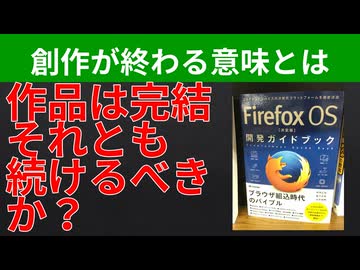 創作が終わる意味とは
作品は完結
それとも
続けるべき
か？
Firefox OS
開発ガイドブック
ブラウザ組込時代
のバイブル